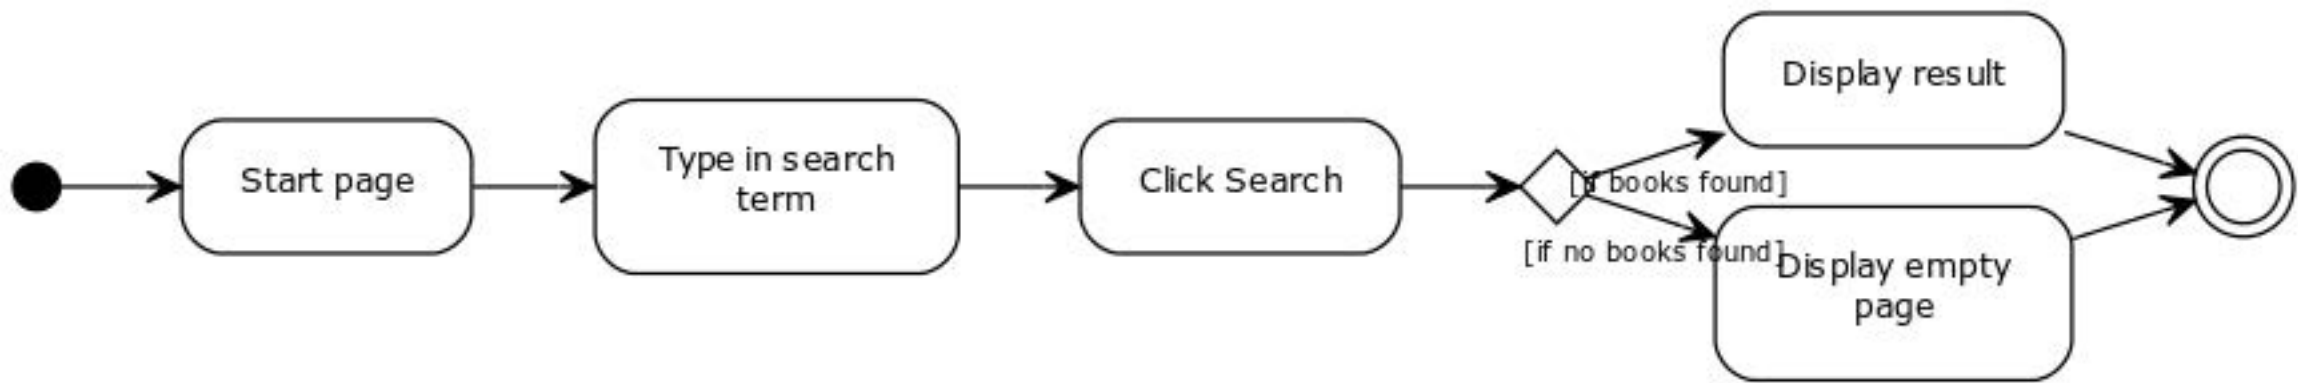 Start page
Type in search
term
Click Search
[if books found]
[if no books found]
Display result
Display empty
page